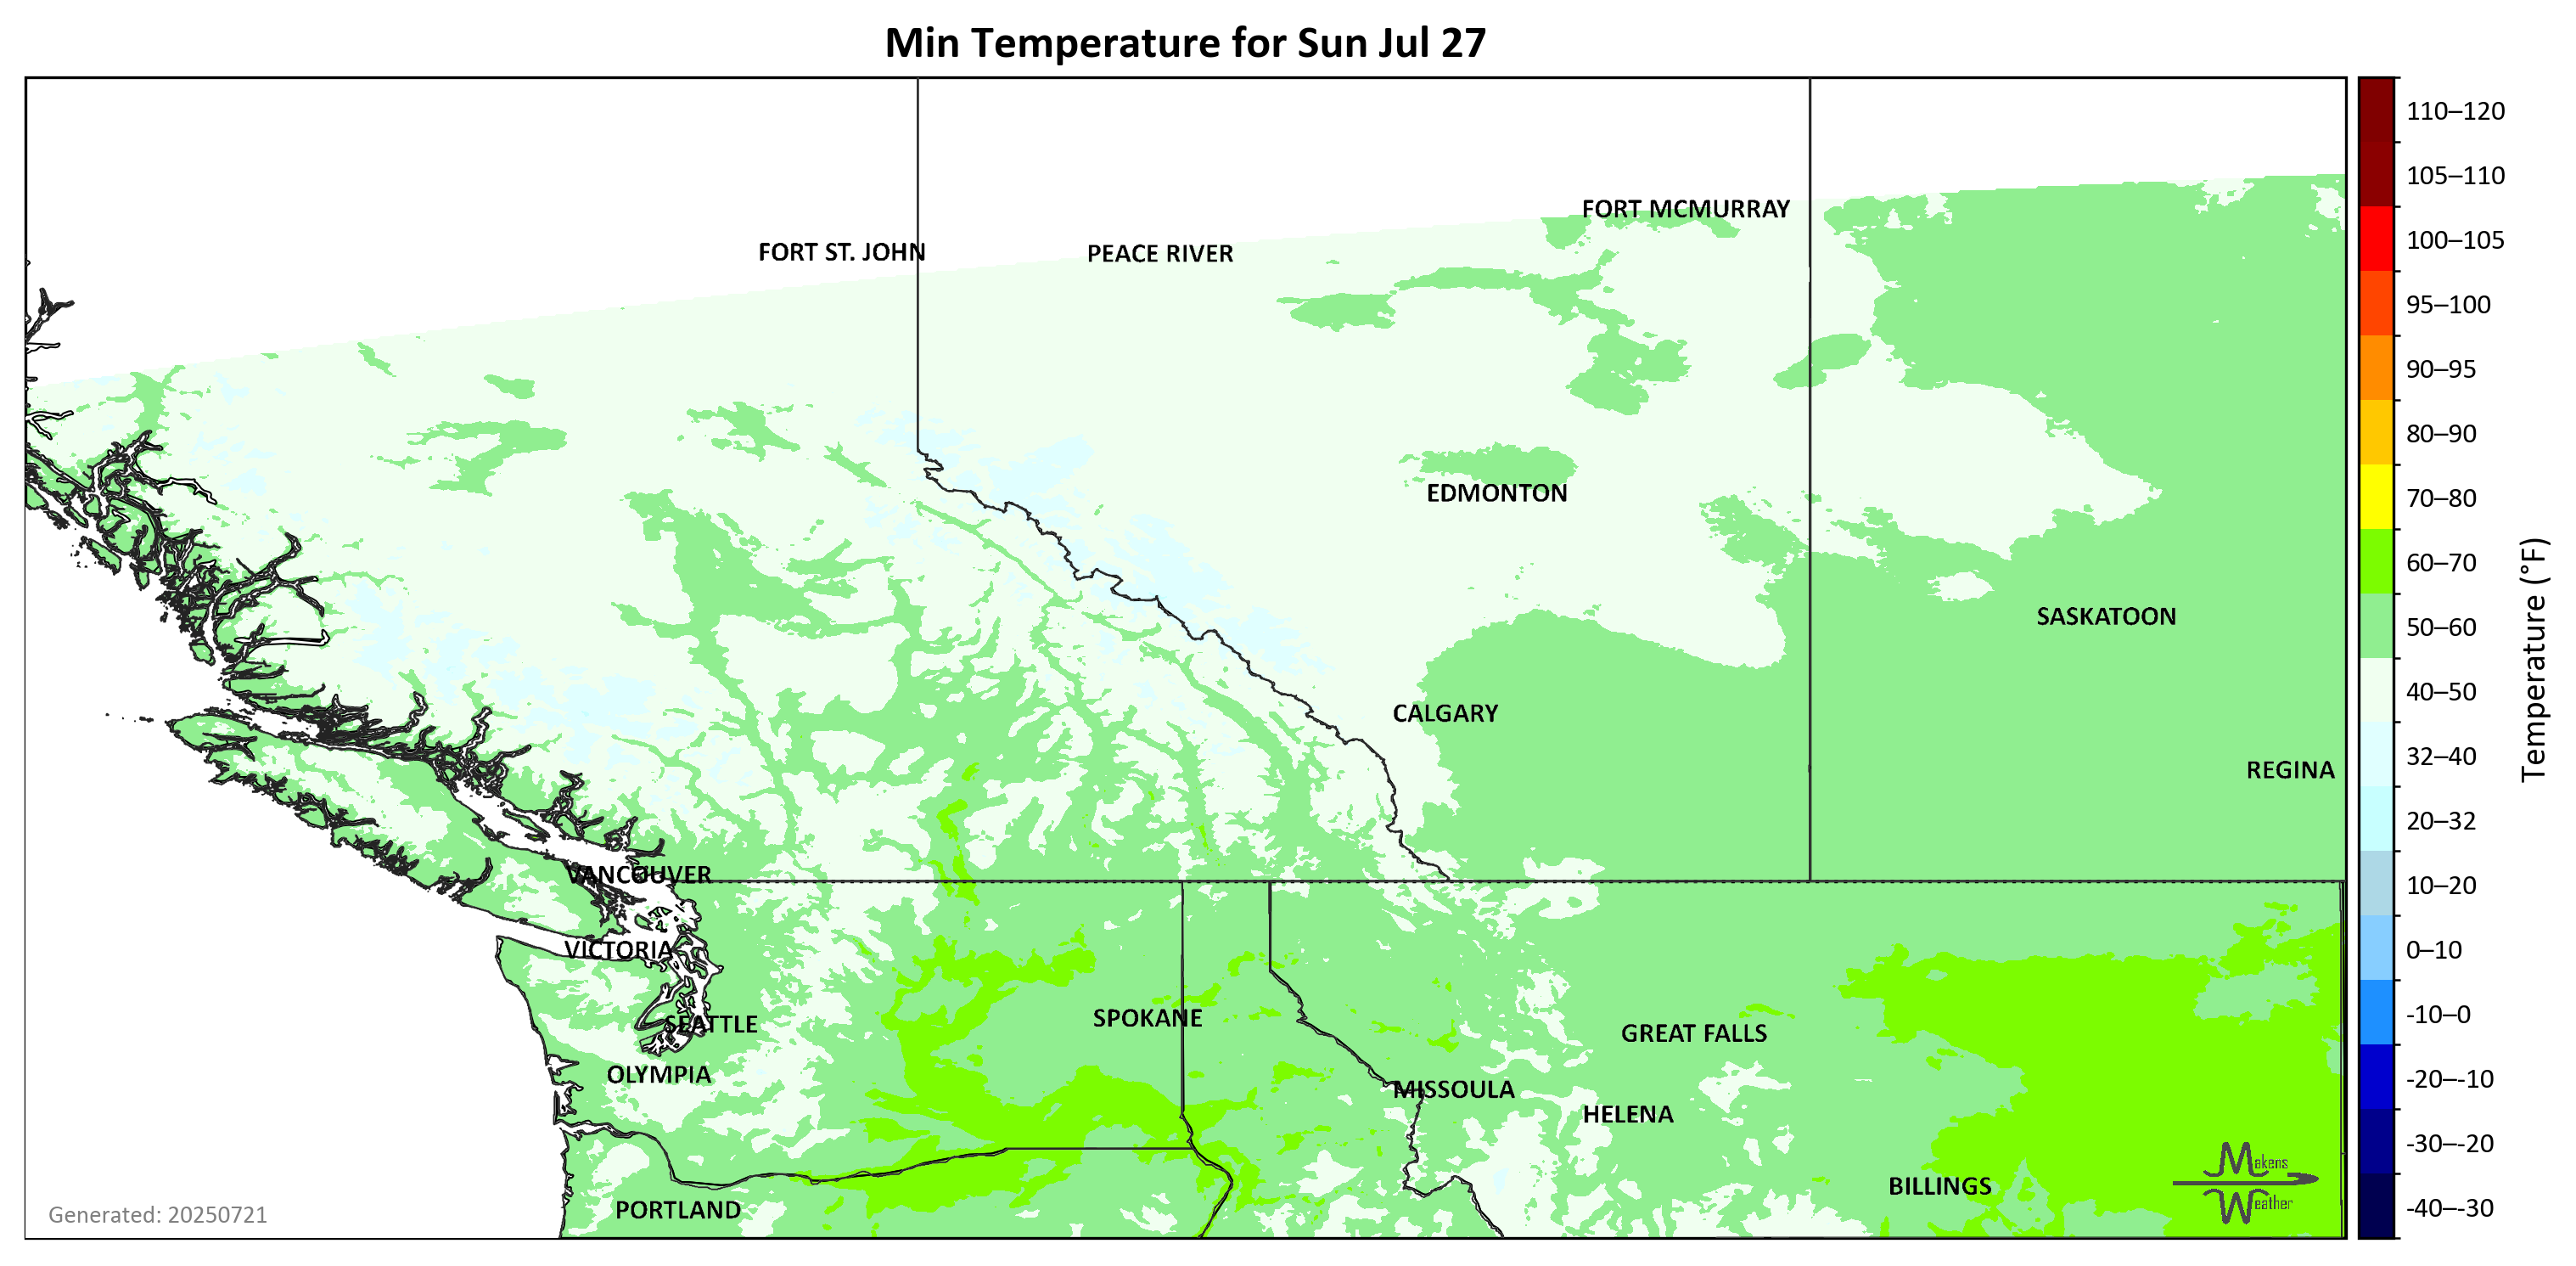 Min Temperature for Sun Jul 27
110–120
105–110
100–105
95–100
90–95
80–90
70–80
60–70
50–60
40–50
32–40
20–32
10–20
0–10
-10–0
-20–-10
-30–-20
-40–-30
Temperature (°F)
FORT MCMURRAY
FORT ST. JOHN
PEACE RIVER
EDMONTON
SASKATOON
CALGARY
REGINA
VANCOUVER
VICTORIA
SPOKANE
SEATTLE
GREAT FALLS
OLYMPIA
MISSOULA
HELENA
BILLINGS
PORTLAND
Makens
Weather
Generated: 20250721